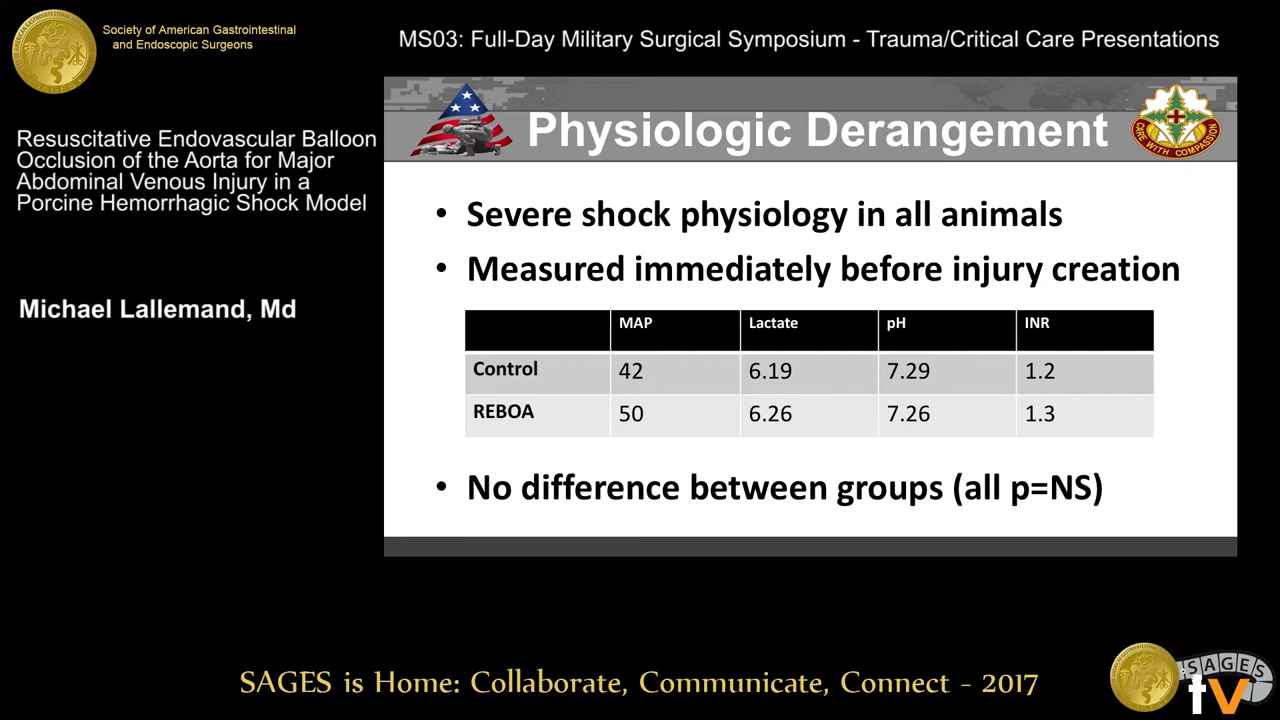 Society of American Gastrointestinal
and Endoscopic Surgeons
MS03: Full-Day Military Surgical Symposium - Trauma/Critical Care Presentations
Resuscitative Endovascular Balloon
Occlusion of the Aorta for Major
Abdominal Venous Injury in a
Porcine Hemorrhagic Shock Model
Michael Lallemand, Md
Physiologic Derangement
CARE WITH COMPASSION
• Severe shock physiology in all animals
• Measured immediately before injury creation
MAP Lactate pH INR
Control 42 6.19 7.29 1.2
REBOA 50 6.26 7.26 1.3
• No difference between groups (all p=NS)
SAGES is Home: Collaborate, Communicate, Connect - 2017
SAGES
tv